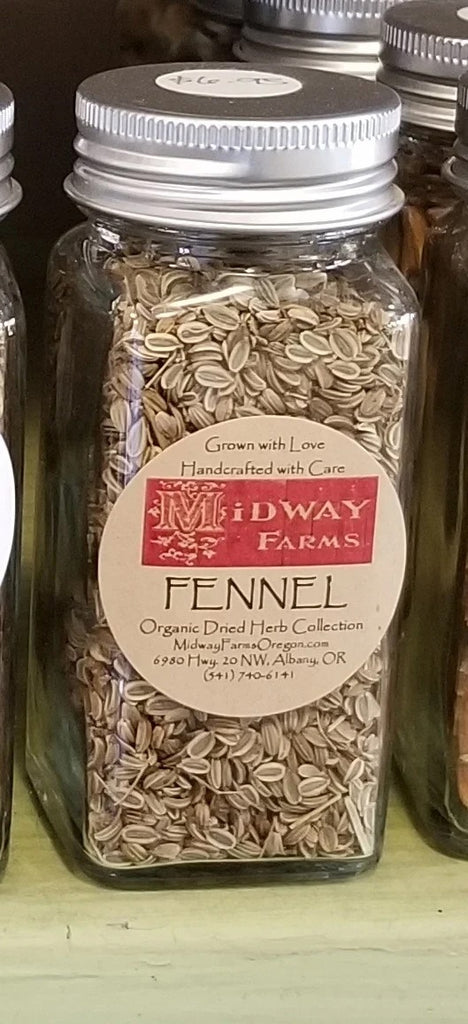 Grown with Love
Handcrafted with Care
MiDWAY
FARMS
FENNEL
Organic Dried Herb Collection
MidwayFarmsOregon.com
6980 Hwy. 20 NW, Albany, OR
(541) 740-6141